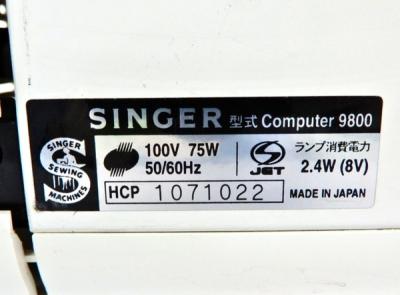 SINGER 型式 Computer 9800
SINGER
SEWING
MACHINES
S
100V 75W
50/60Hz
JET
ランプ消費電力
2.4W (8V)
HCP 1071022
MADE IN JAPAN